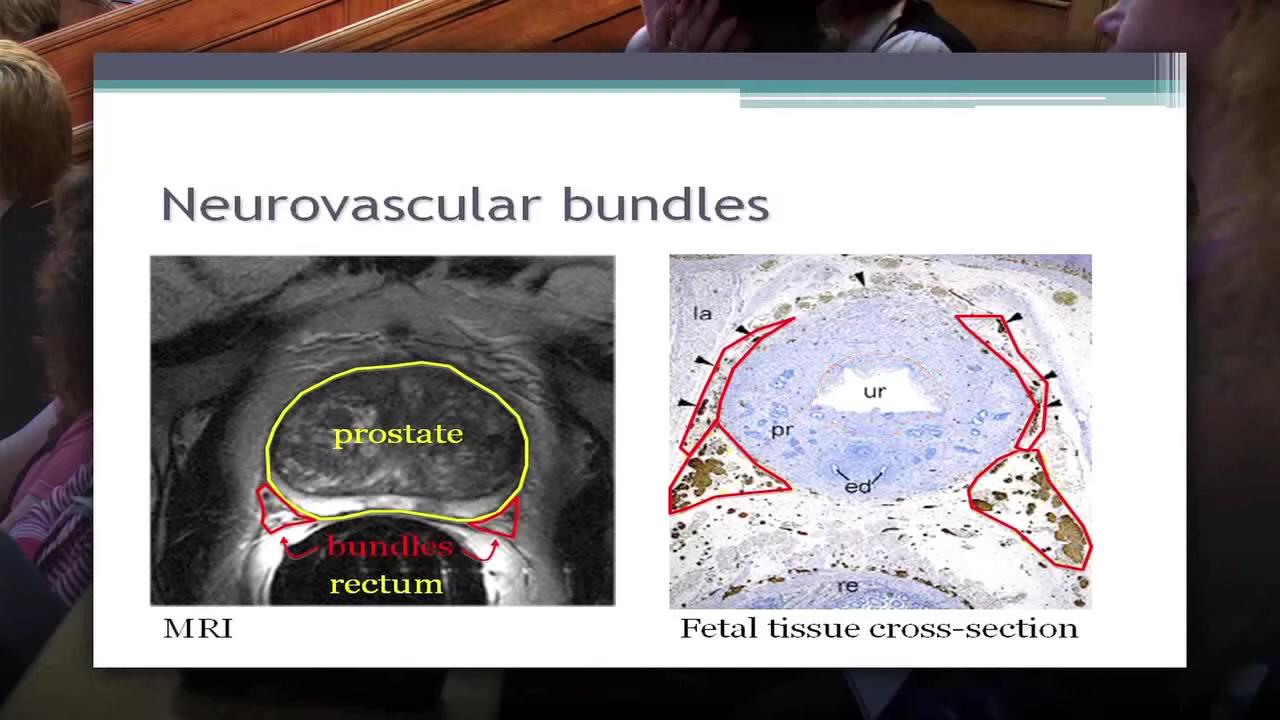 Neurovascular bundles
prostate
bundles
rectum
MRI
la
ur
pr
ed
re
Fetal tissue cross-section